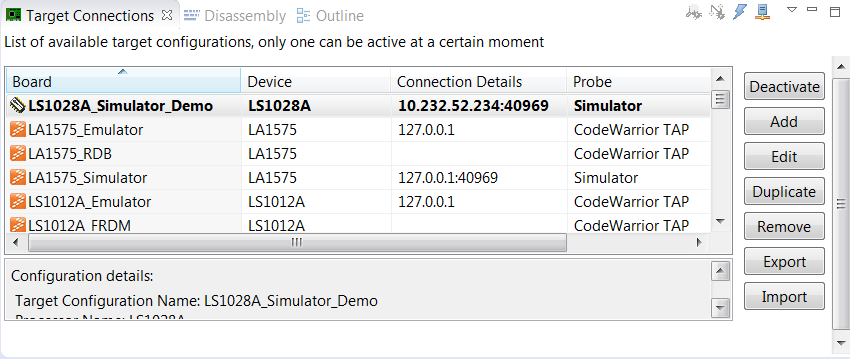 Target Connections Disassembly Outline
List of available target configurations, only one can be active at a certain moment
Board Device Connection Details Probe
LS1028A_Simulator_Demo LS1028A 10.232.52.234:40969 Simulator
LA1575_Emulator LA1575 127.0.0.1 CodeWarrior TAP
LA1575_RDB LA1575 CodeWarrior TAP
LA1575_Simulator LA1575 127.0.0.1:40969 Simulator
LS1012A_Emulator LS1012A 127.0.0.1 CodeWarrior TAP
LS1012A_FRDM LS1012A CodeWarrior TAP
Deactivate
Add
Edit
Duplicate
Remove
Export
Import
Configuration details:
Target Configuration Name: LS1028A_Simulator_Demo
Processor Name: LS1028A